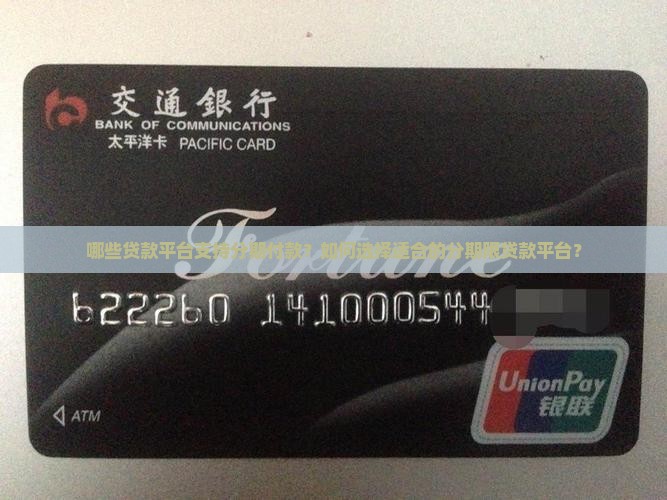 交通銀行
BANK OF COMMUNICATIONS
太平洋卡 PACIFIC CARD
Fortune
哪些贷款平台支持分期付款？如何选择适合的分期贷款平台？
622260 141000544
UnionPay
银联
ATM